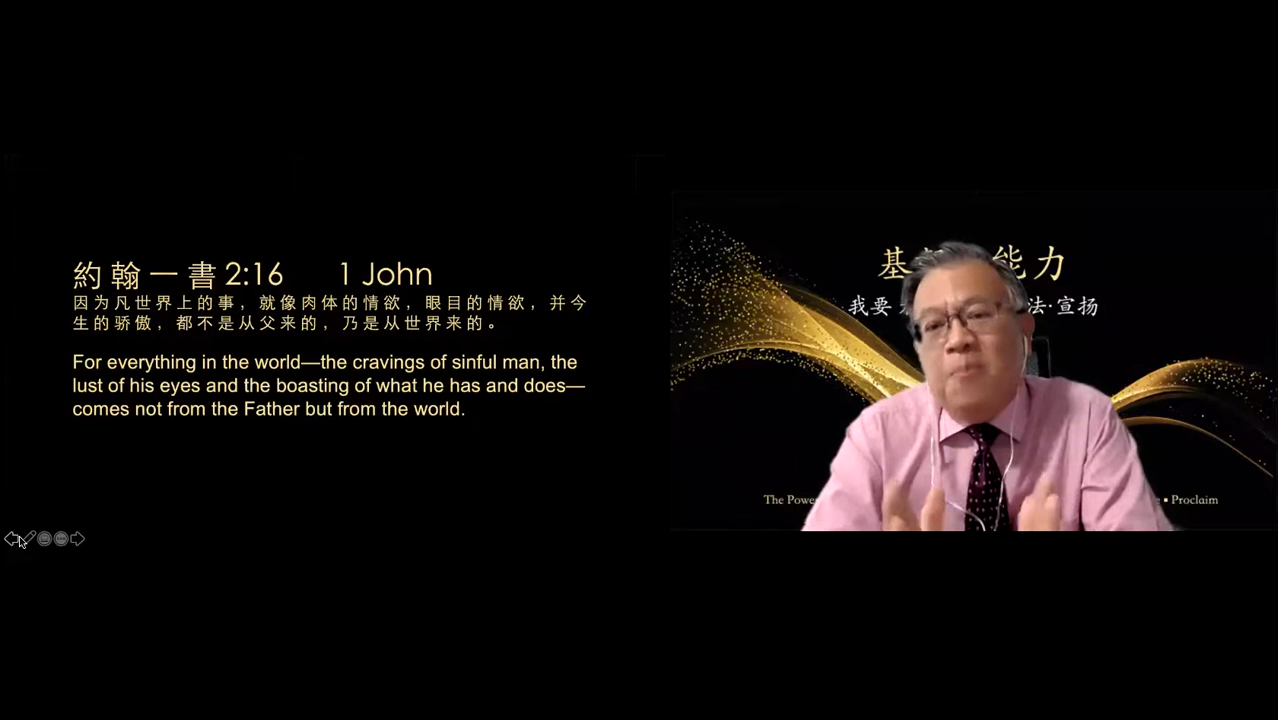 約翰一書 2:16 1 John
因为凡世界上的事，就像肉体的情欲，眼目的情欲，并今
生的骄傲，都不是从父来的，乃是从世界来的。
For everything in the world—the cravings of sinful man, the
lust of his eyes and the boasting of what he has and does—
comes not from the Father but from the world.
基 能力
我要 法·宣扬
The Power ▪ Proclaim